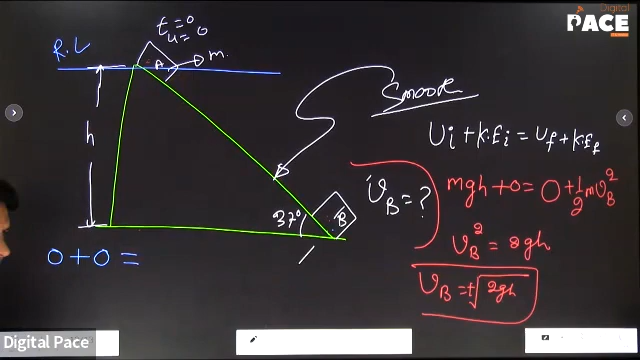 Digital
PACE
t = 0
u = 0
R.L
A
m
h
Smooth
Ui + K.Ei = Uf + K.Ef
VB = ?
mgh + 0 = 0 + 1/2 mVB²
37°
B
VB² = 8gh
0 + 0 =
VB = √2gh
Digital Pace